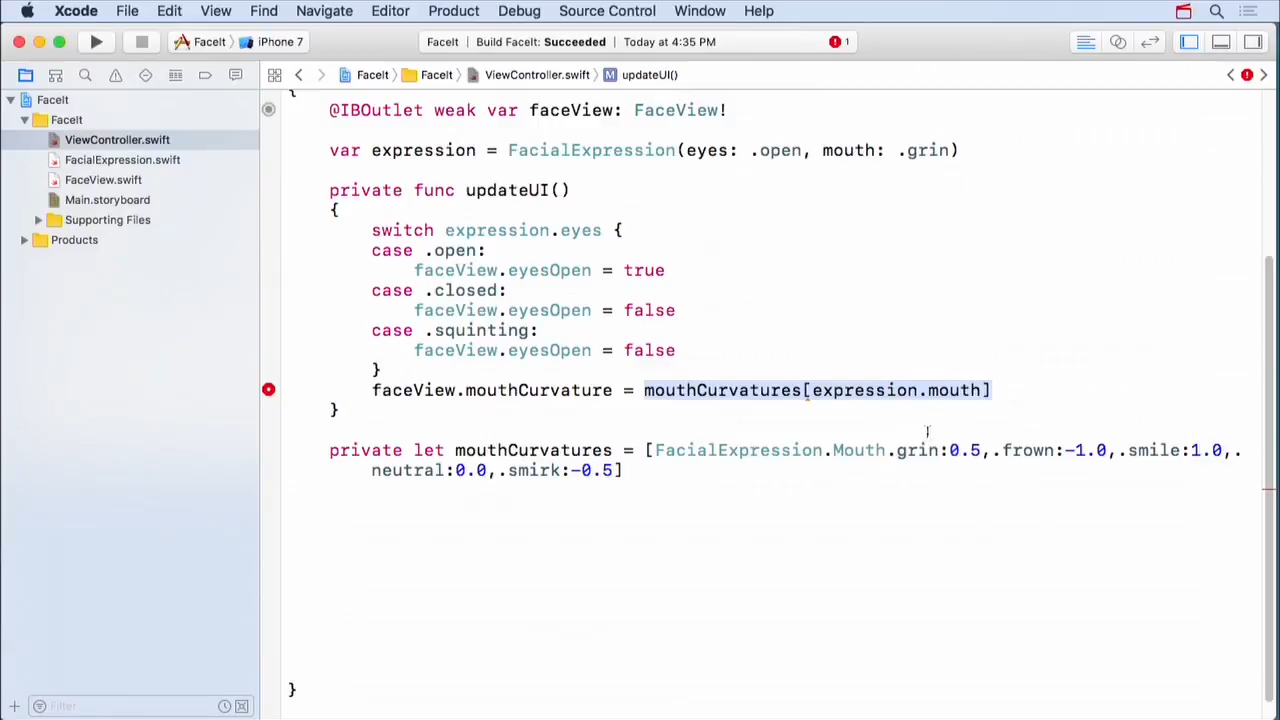 Xcode File Edit View Find Navigate Editor Product Debug Source Control Window Help
FaceIt iPhone 7 FaceIt Build FaceIt: Succeeded Today at 4:35 PM 1
FaceIt FaceIt ViewController.swift M updateUI()
FaceIt
FaceIt
ViewController.swift
FacialExpression.swift
FaceView.swift
Main.storyboard
Supporting Files
Products
Filter
{
@IBOutlet weak var faceView: FaceView!
var expression = FacialExpression(eyes: .open, mouth: .grin)
private func updateUI()
{
switch expression.eyes {
case .open:
faceView.eyesOpen = true
case .closed:
faceView.eyesOpen = false
case .squinting:
faceView.eyesOpen = false
}
faceView.mouthCurvature = mouthCurvatures[expression.mouth]
}
private let mouthCurvatures = [FacialExpression.Mouth.grin:0.5,.frown:-1.0,.smile:1.0,.
neutral:0.0,.smirk:-0.5]
}